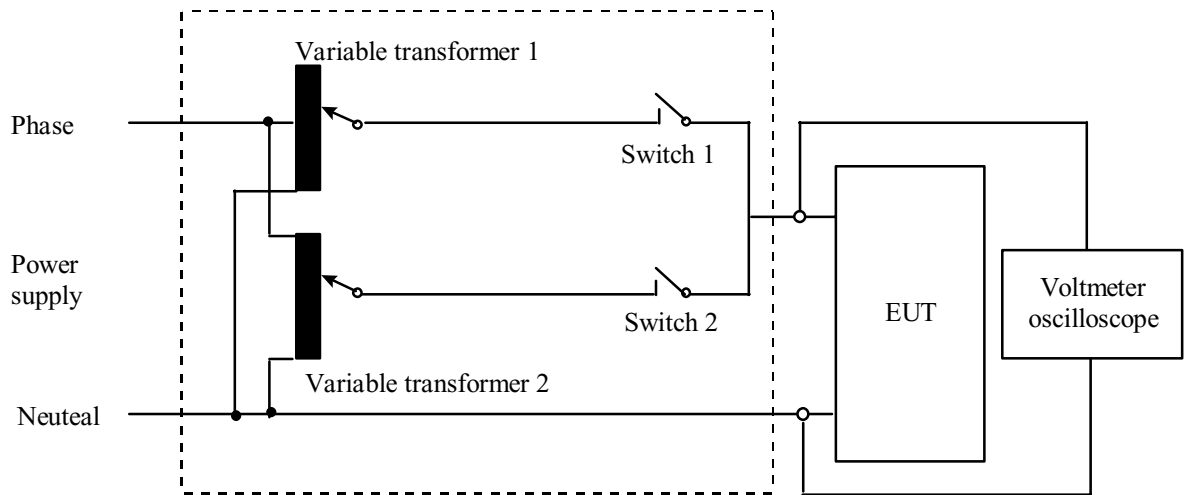 Variable transformer 1
Phase
Switch 1
Power
supply
Switch 2
EUT
Voltmeter
oscilloscope
Variable transformer 2
Neuteal